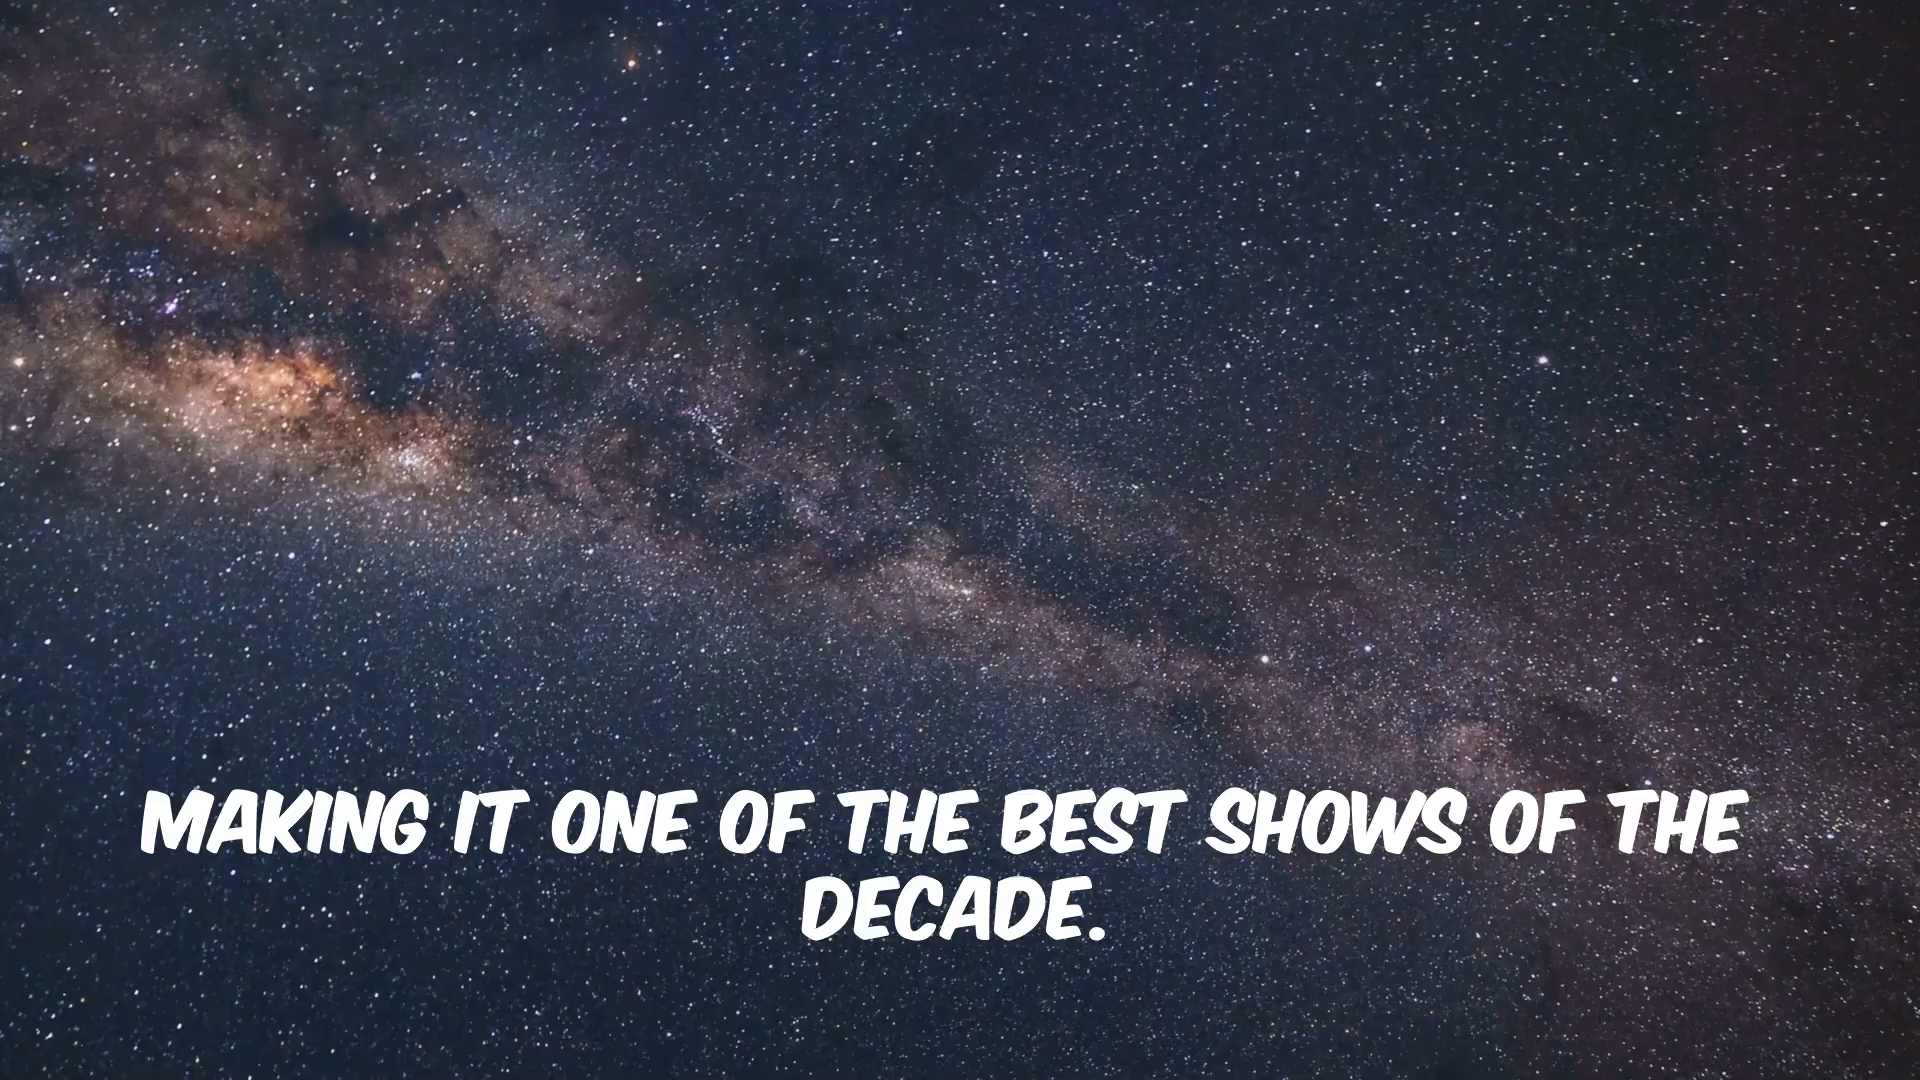 MAKING IT ONE OF THE BEST SHOWS OF THE
DECADE.